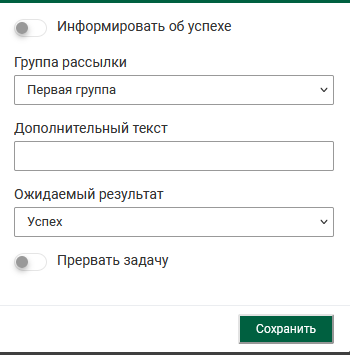 Информировать об успехе
Группа рассылки
Первая группа
Дополнительный текст
Ожидаемый результат
Успех
Прервать задачу
Сохранить